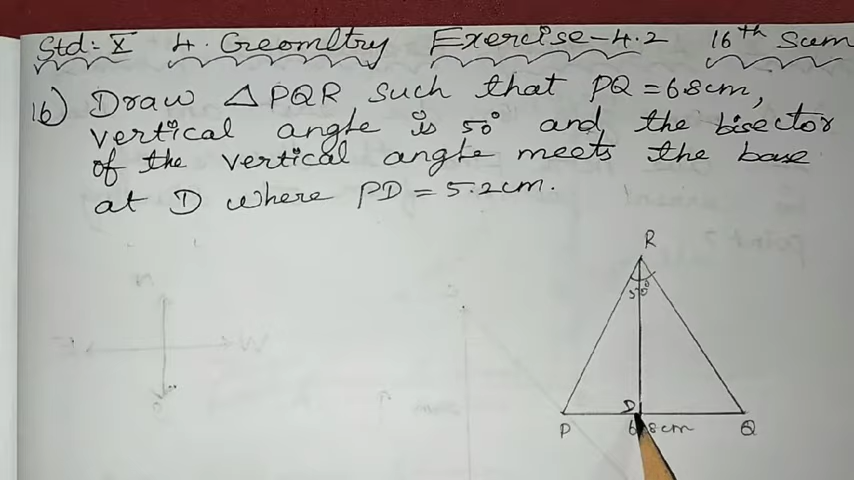 Std: X 4. Geometry Exercise-4.2 16th Sum
16) Draw △PQR such that PQ = 6.8cm,
vertical angle is 50° and the bisector
of the vertical angle meets the base
at D where PD = 5.2cm.
R
50°
D
P 6.8cm Q